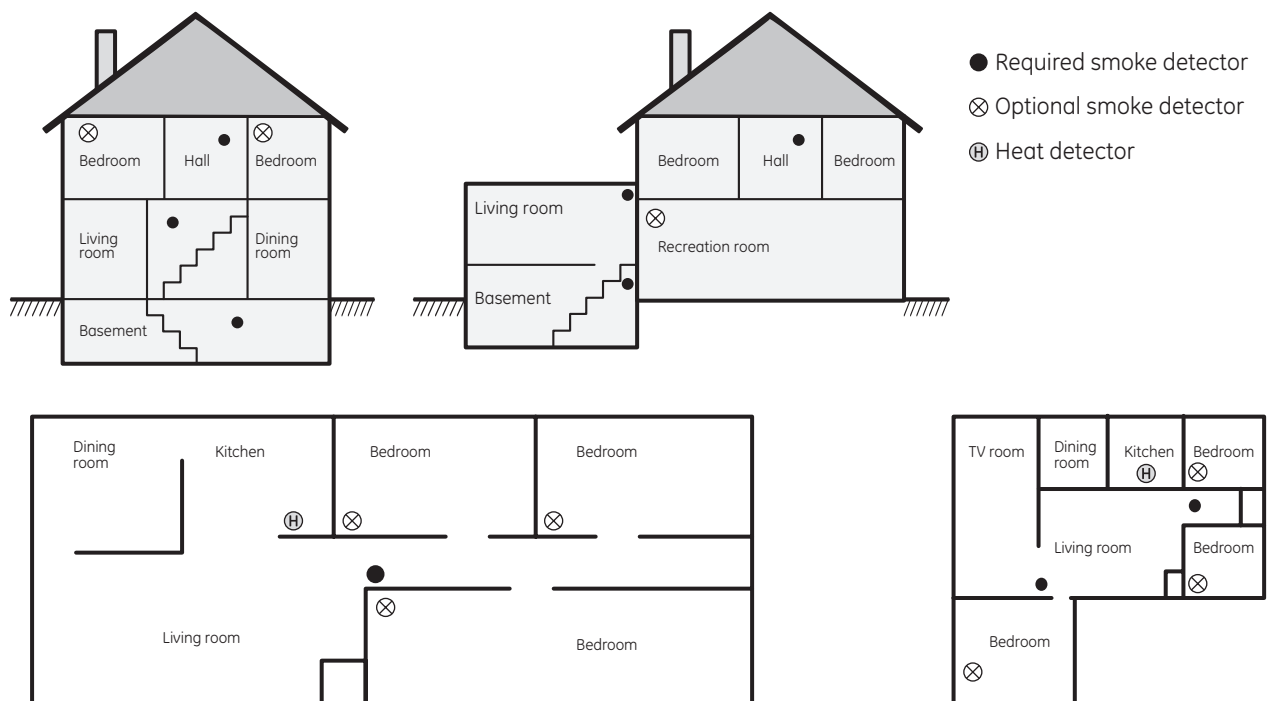 Required smoke detector
Optional smoke detector
H Heat detector
Bedroom
Hall
Bedroom
Living
room
Dining
room
Basement
Bedroom
Hall
Bedroom
Living room
Recreation room
Basement
Dining
room
Kitchen
Bedroom
Bedroom
H
Living room
Bedroom
TV room
Dining
room
Kitchen
H
Bedroom
Living room
Bedroom
Bedroom